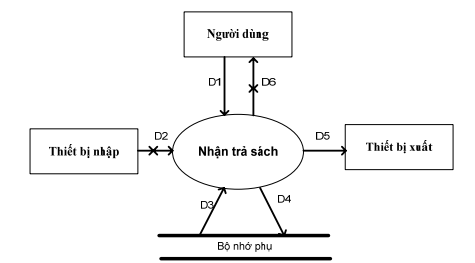 Người dùng
D1
D6
D2
Thiết bị nhập
Nhận trả sách
D5
Thiết bị xuất
D3
D4
Bộ nhớ phụ